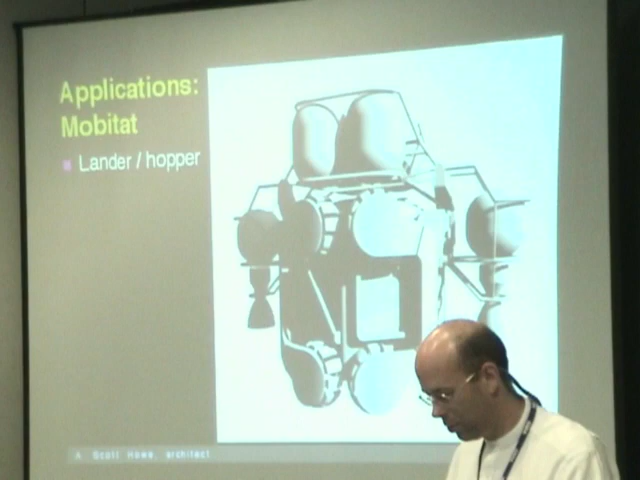 Applications:
Mobitat
Lander / hopper
A. Scott Howe, architect